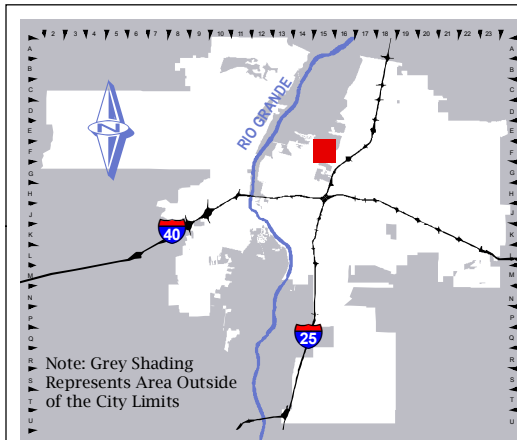 2 3 4 5 6 7 8 9 10 11 12 13 14 15 16 17 18 19 20 21 22 23
A A
B B
C C
D D
E E
F F
G G
H H
J J
K K
L L
M M
N N
P P
Q Q
R R
S S
T T
U U
N
RIO GRANDE
40
25
Note: Grey Shading
Represents Area Outside
of the City Limits